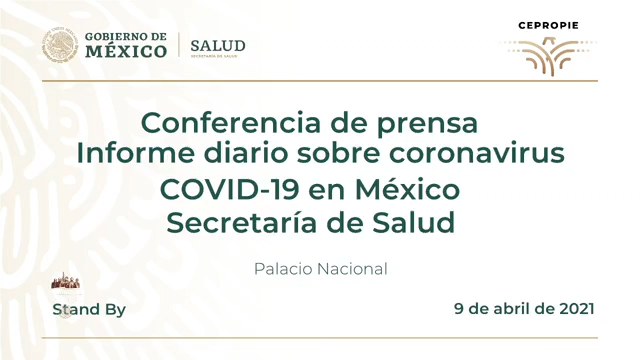 GOBIERNO DE
MÉXICO
SALUD
SECRETARÍA DE SALUD
CEPROPIE
Conferencia de prensa
Informe diario sobre coronavirus
COVID-19 en México
Secretaría de Salud
Palacio Nacional
Stand By
9 de abril de 2021